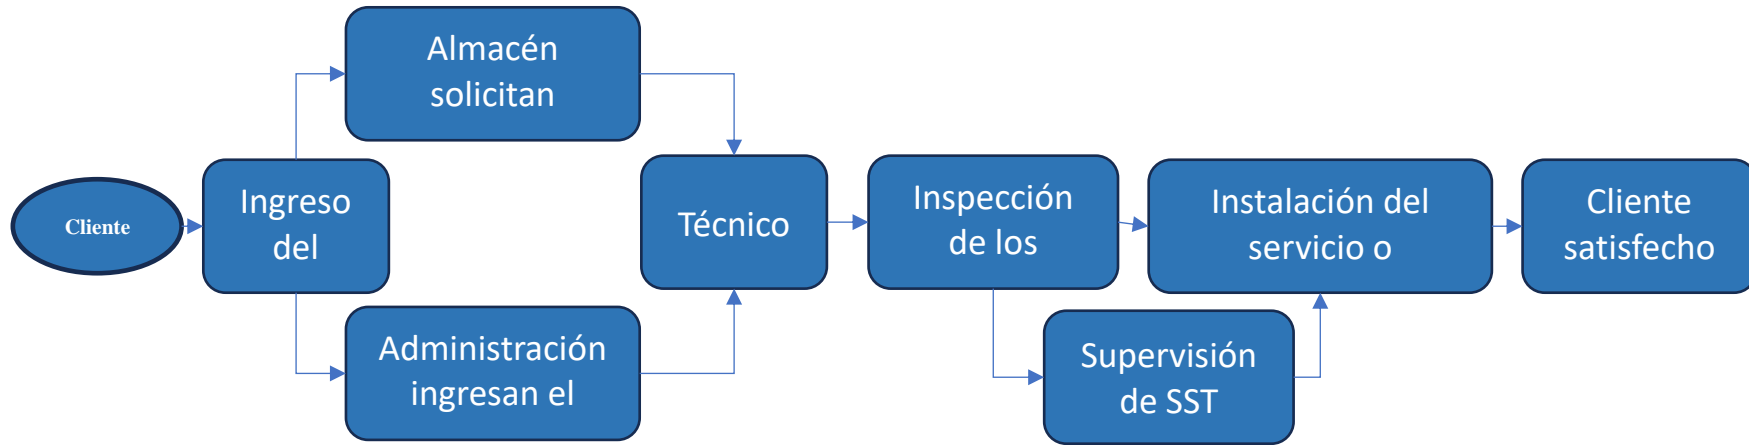 Cliente
Ingreso
del
Almacén
solicitan
Administración
ingresan el
Técnico
Inspección
de los
Supervisión
de SST
Instalación del
servicio o
Cliente
satisfecho